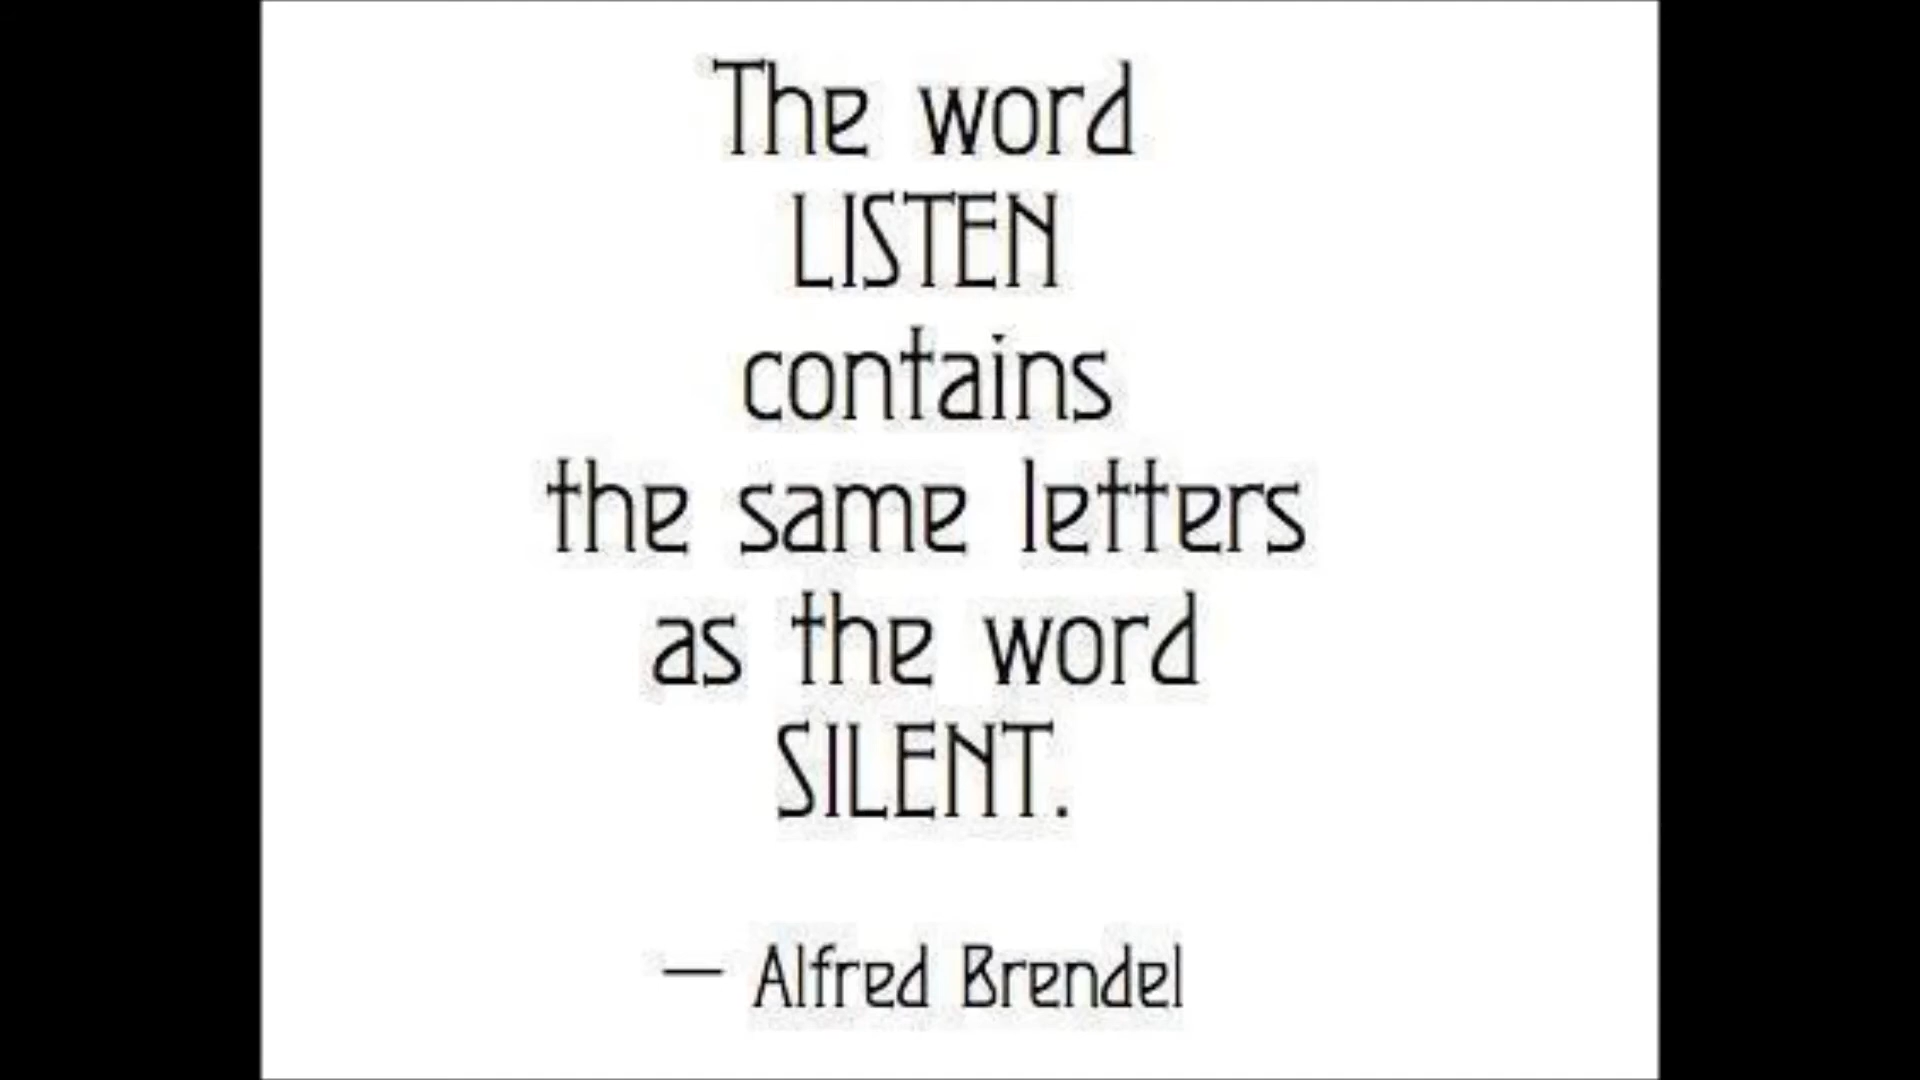 The word
LISTEN
contains
the same letters
as the word
SILENT.
— Alfred Brendel